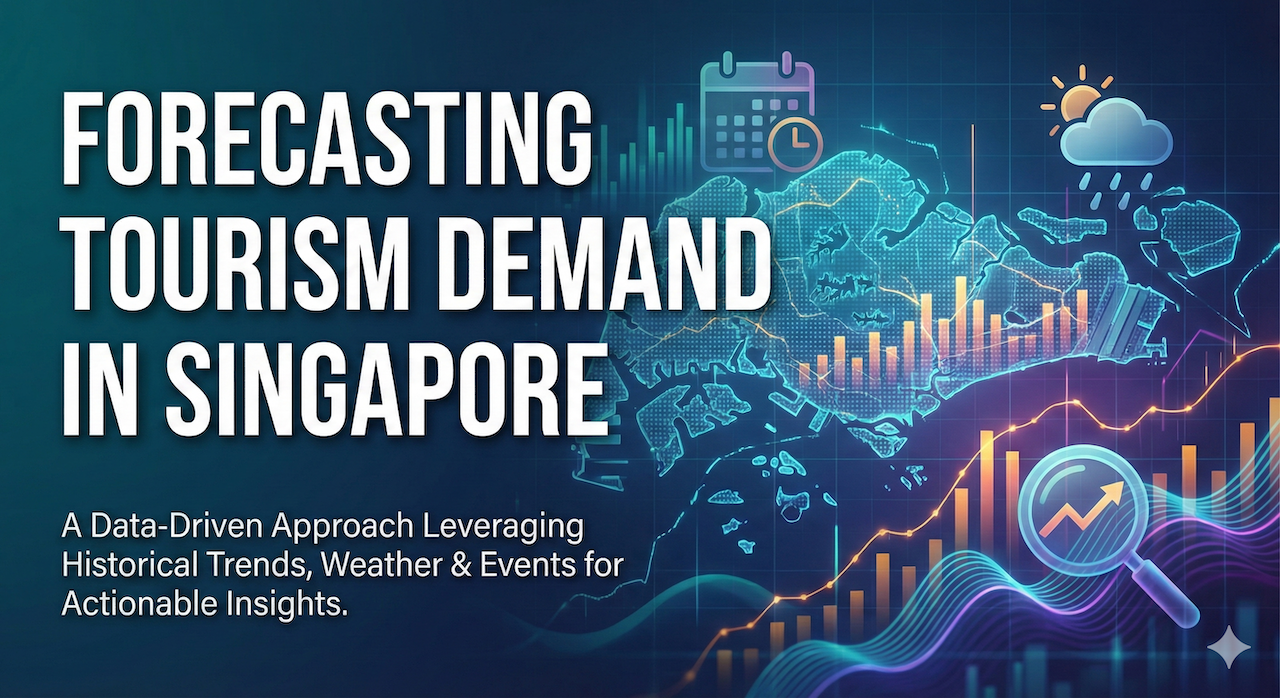 FORECASTING
TOURISM DEMAND
IN SINGAPORE
A Data-Driven Approach Leveraging
Historical Trends, Weather & Events for
Actionable Insights.